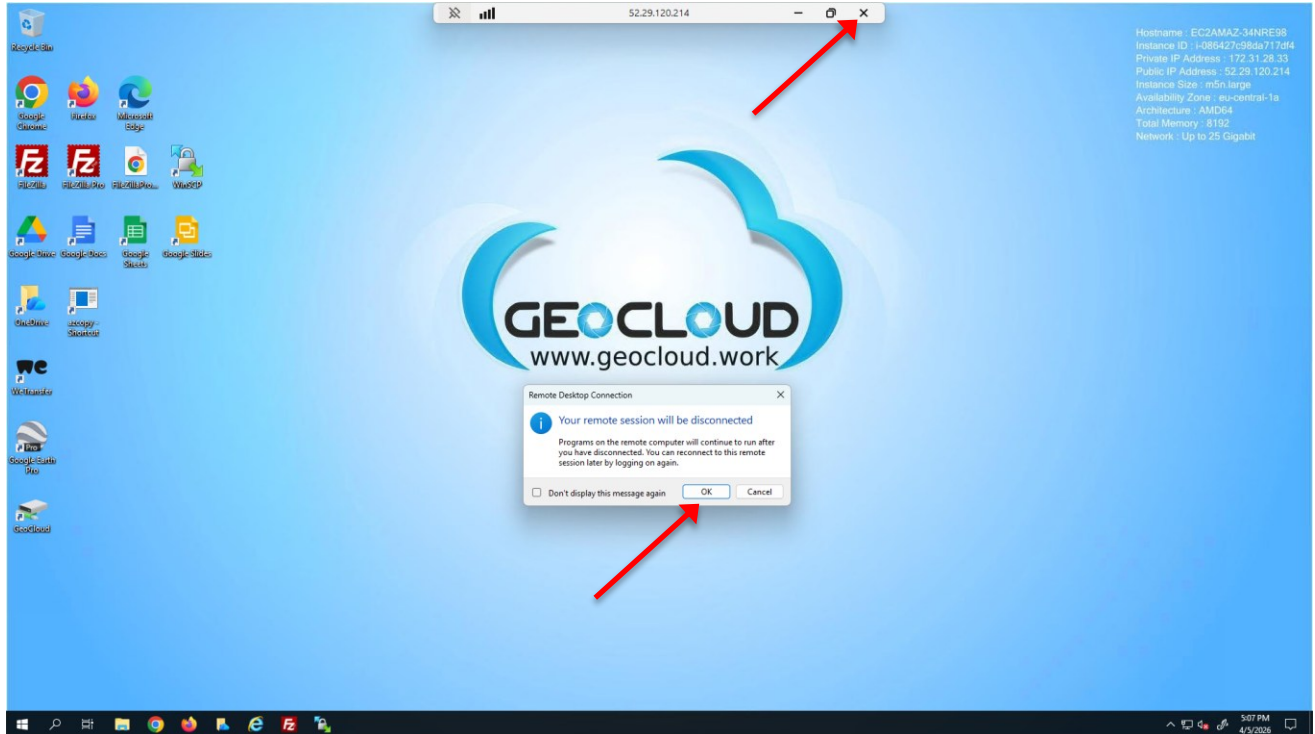 52.29.120.214
Recycle Bin
Hostname : EC2AMAZ-34NRE98
Instance ID : i-086427c98da717df4
Private IP Address : 172.31.28.33
Public IP Address : 52.29.120.214
Instance Size : m5n.large
Availability Zone : eu-central-1a
Architecture : AMD64
Total Memory : 8192
Network : Up to 25 Gigabit
Google Chrome
Firefox
Microsoft Edge
FileZilla
FileZilla Pro
FileZillaPro...
WinSCP
Google Drive
Google Docs
Google Sheets
Google Slides
OneDrive
azcopy - Shortcut
we
WeTransfer
Pro
Google Earth Pro
GeoCloud
GEOCLOUD
www.geocloud.work
Remote Desktop Connection
Your remote session will be disconnected
Programs on the remote computer will continue to run after
you have disconnected. You can reconnect to this remote
session later by logging on again.
Don't display this message again
OK
Cancel
5:07 PM
4/5/2026